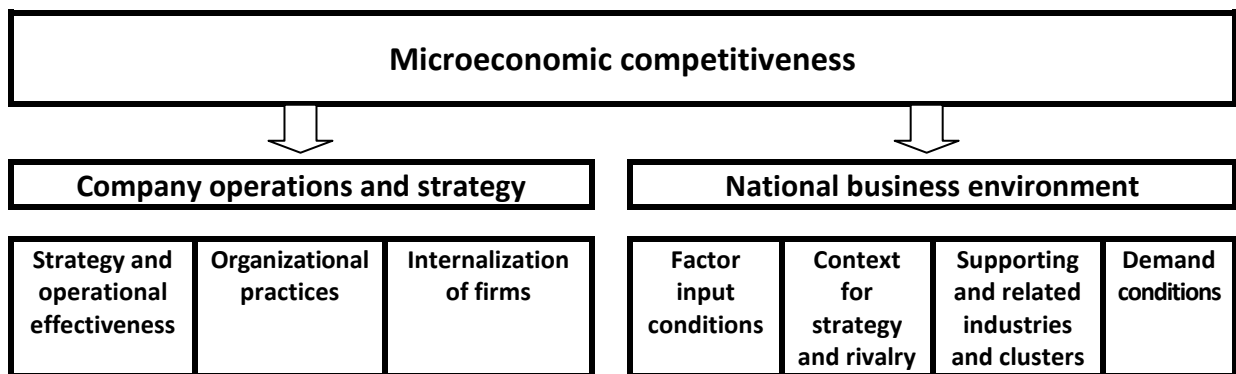 Microeconomic competitiveness
Company operations and strategy
National business environment
Strategy and
operational
effectiveness
Organizational
practices
Internalization
of firms
Factor
input
conditions
Context
for
strategy
and rivalry
Supporting
and related
industries
and clusters
Demand
conditions